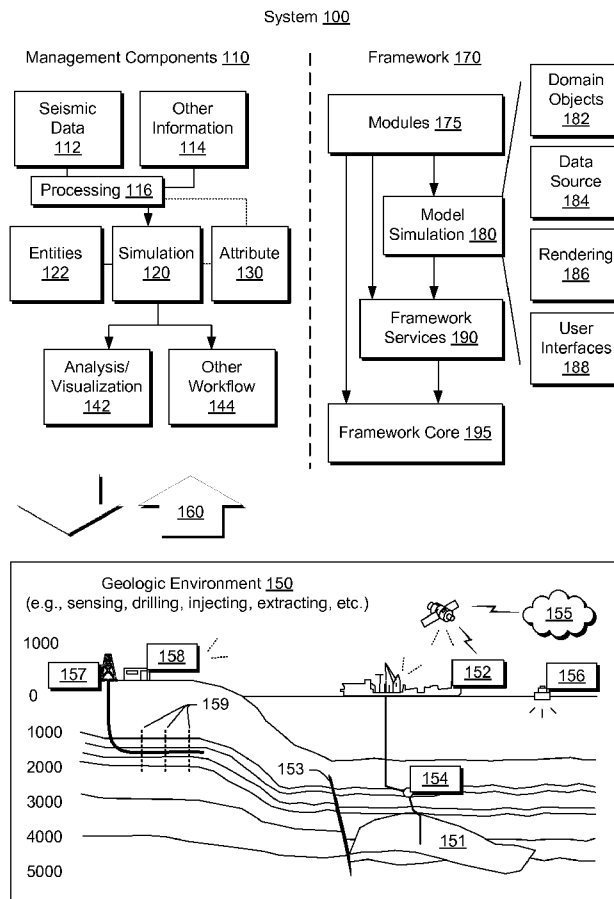 System 100
Management Components 110
Framework 170
Seismic
Data
112
Other
Information
114
Processing 116
Entities
122
Simulation
120
Attribute
130
Analysis/
Visualization
142
Other
Workflow
144
Modules 175
Model
Simulation 180
Framework
Services 190
Framework Core 195
Domain
Objects
182
Data
Source
184
Rendering
186
User
Interfaces
188
160
Geologic Environment 150
(e.g., sensing, drilling, injecting, extracting, etc.)
155
1000
158
157
152
156
0
159
1000
153
2000
154
3000
4000
151
5000